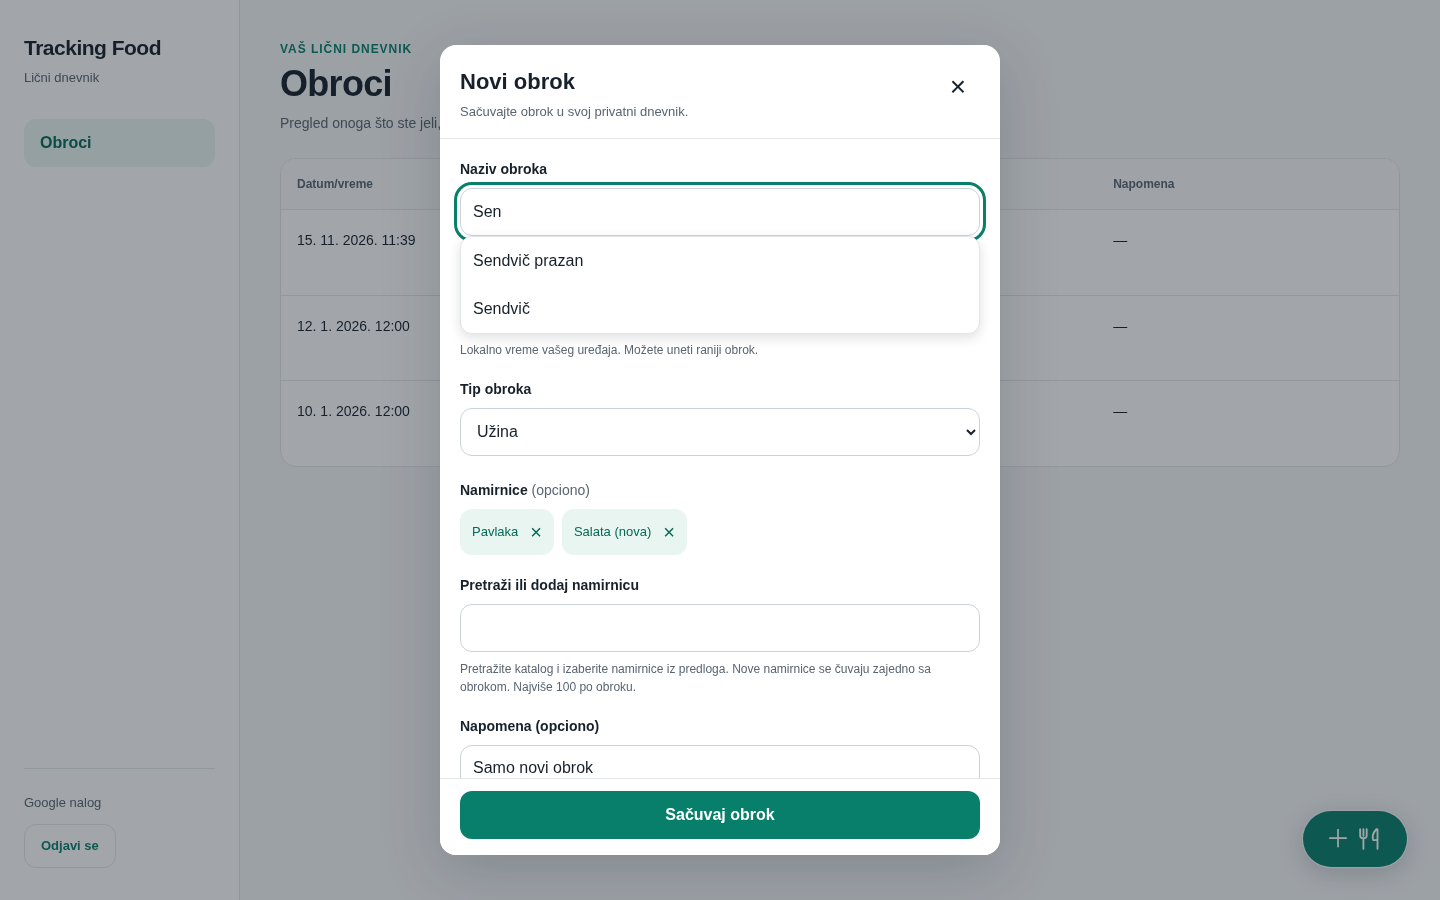 Tracking Food
Lični dnevnik
Obroci
Google nalog
Odjavi se
VAŠ LIČNI DNEVNIK
Obroci
Pregled onoga što ste jeli,
Datum/vreme
Napomena
15. 11. 2026. 11:39
—
12. 1. 2026. 12:00
—
10. 1. 2026. 12:00
—
Novi obrok
Sačuvajte obrok u svoj privatni dnevnik.
Naziv obroka
Sen
Sendvič prazan
Sendvič
Lokalno vreme vašeg uređaja. Možete uneti raniji obrok.
Tip obroka
Užina
Namirnice (opciono)
Pavlaka
Salata (nova)
Pretraži ili dodaj namirnicu
Pretražite katalog i izaberite namirnice iz predloga. Nove namirnice se čuvaju zajedno sa
obrokom. Najviše 100 po obroku.
Napomena (opciono)
Samo novi obrok
Sačuvaj obrok